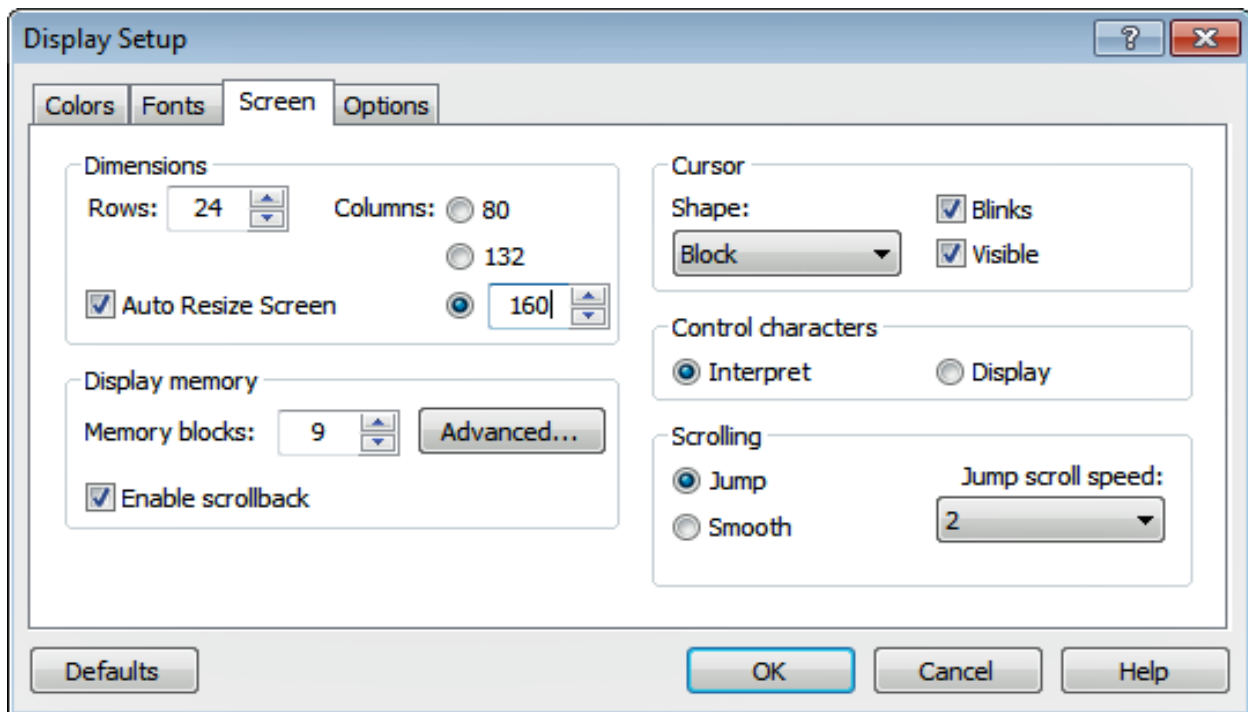 Display Setup
Colors Fonts Screen Options
Dimensions
Rows: 24 Columns: 80
132
Auto Resize Screen 160
Display memory
Memory blocks: 9 Advanced...
Enable scrollback
Cursor
Shape: Blinks
Block Visible
Control characters
Interpret Display
Scrolling
Jump Jump scroll speed:
Smooth 2
Defaults OK Cancel Help